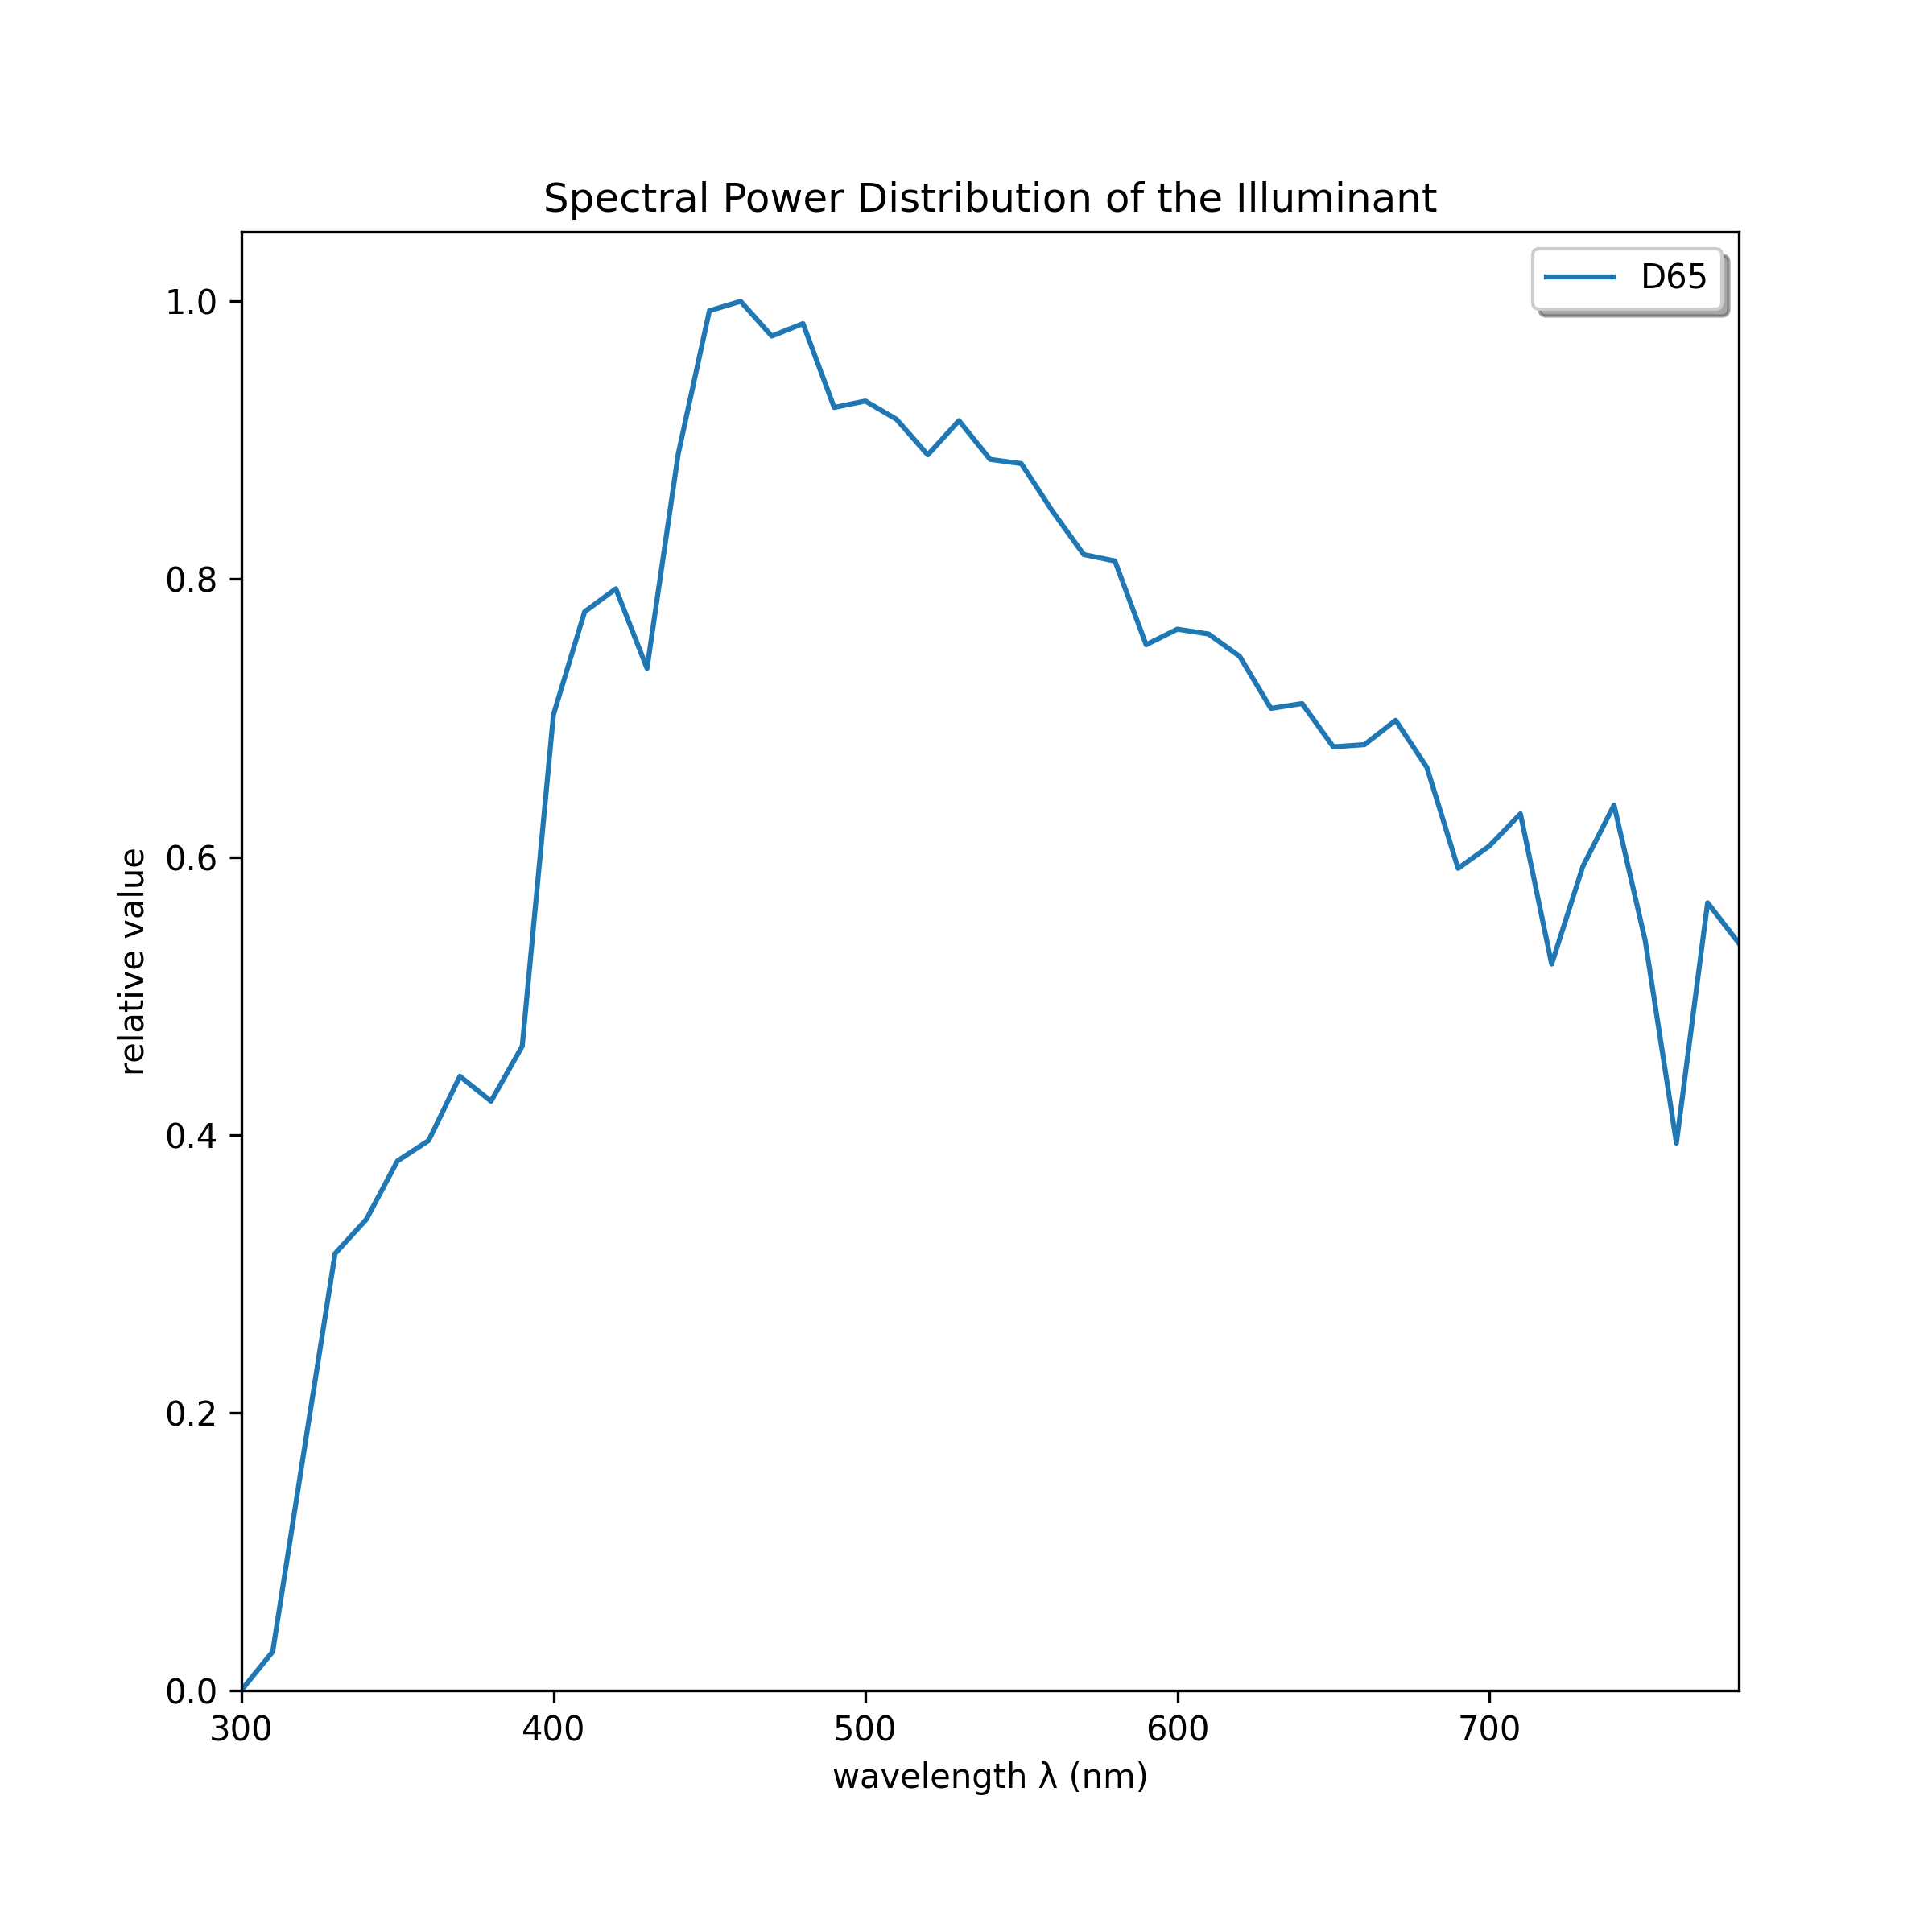 Spectral Power Distribution of the Illuminant
D65
1.0
0.8
0.6
0.4
0.2
0.0
relative value
300 400 500 600 700
wavelength λ (nm)